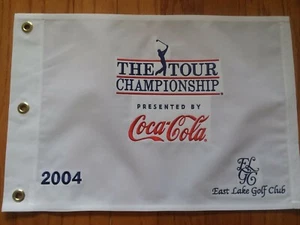 THE TOUR
CHAMPIONSHIP®
PRESENTED BY
Coca-Cola®
2004
ELGC
East Lake Golf Club